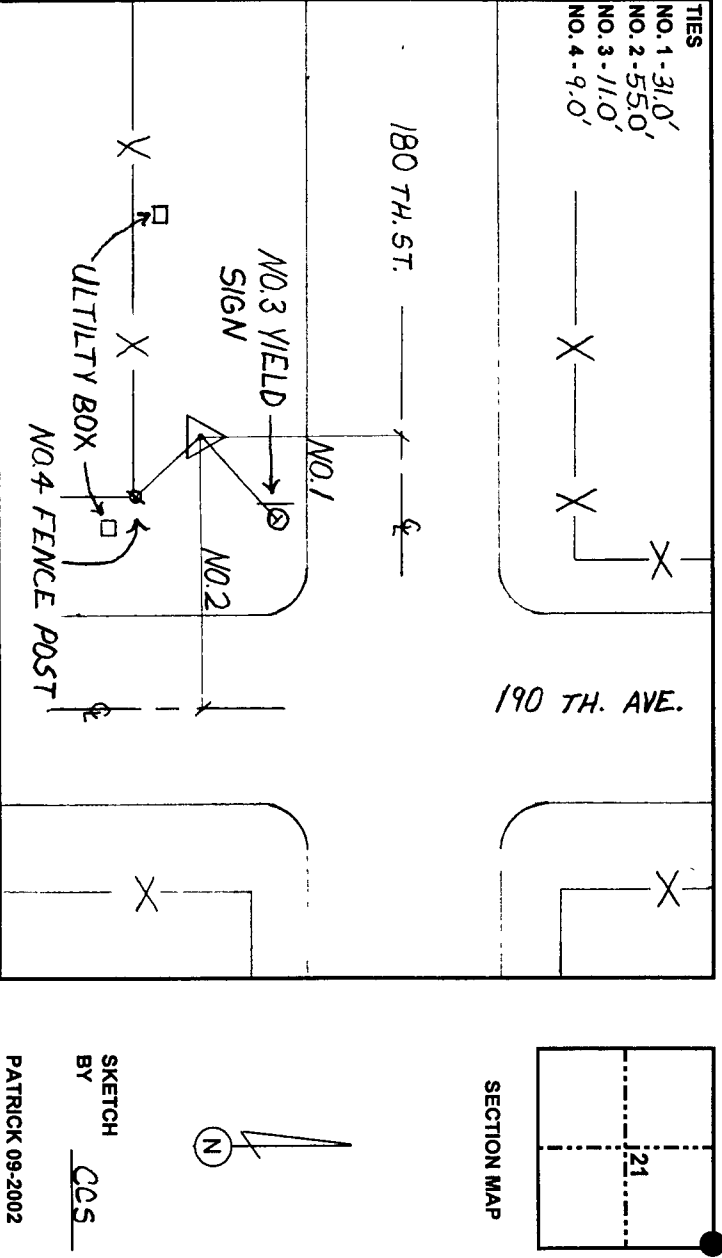 TIES
NO. 1 - 31.0'
NO. 2 - 55.0'
NO. 3 - 11.0'
NO. 4 - 9.0'
180 TH. ST.
190 TH. AVE.
NO.1
℄
NO.3 YIELD
SIGN
Y
NO.2
ULTILTY BOX
NO.4 FENCE POST
℄
21
SECTION MAP
N
SKETCH
BY CCS
PATRICK 09-2002